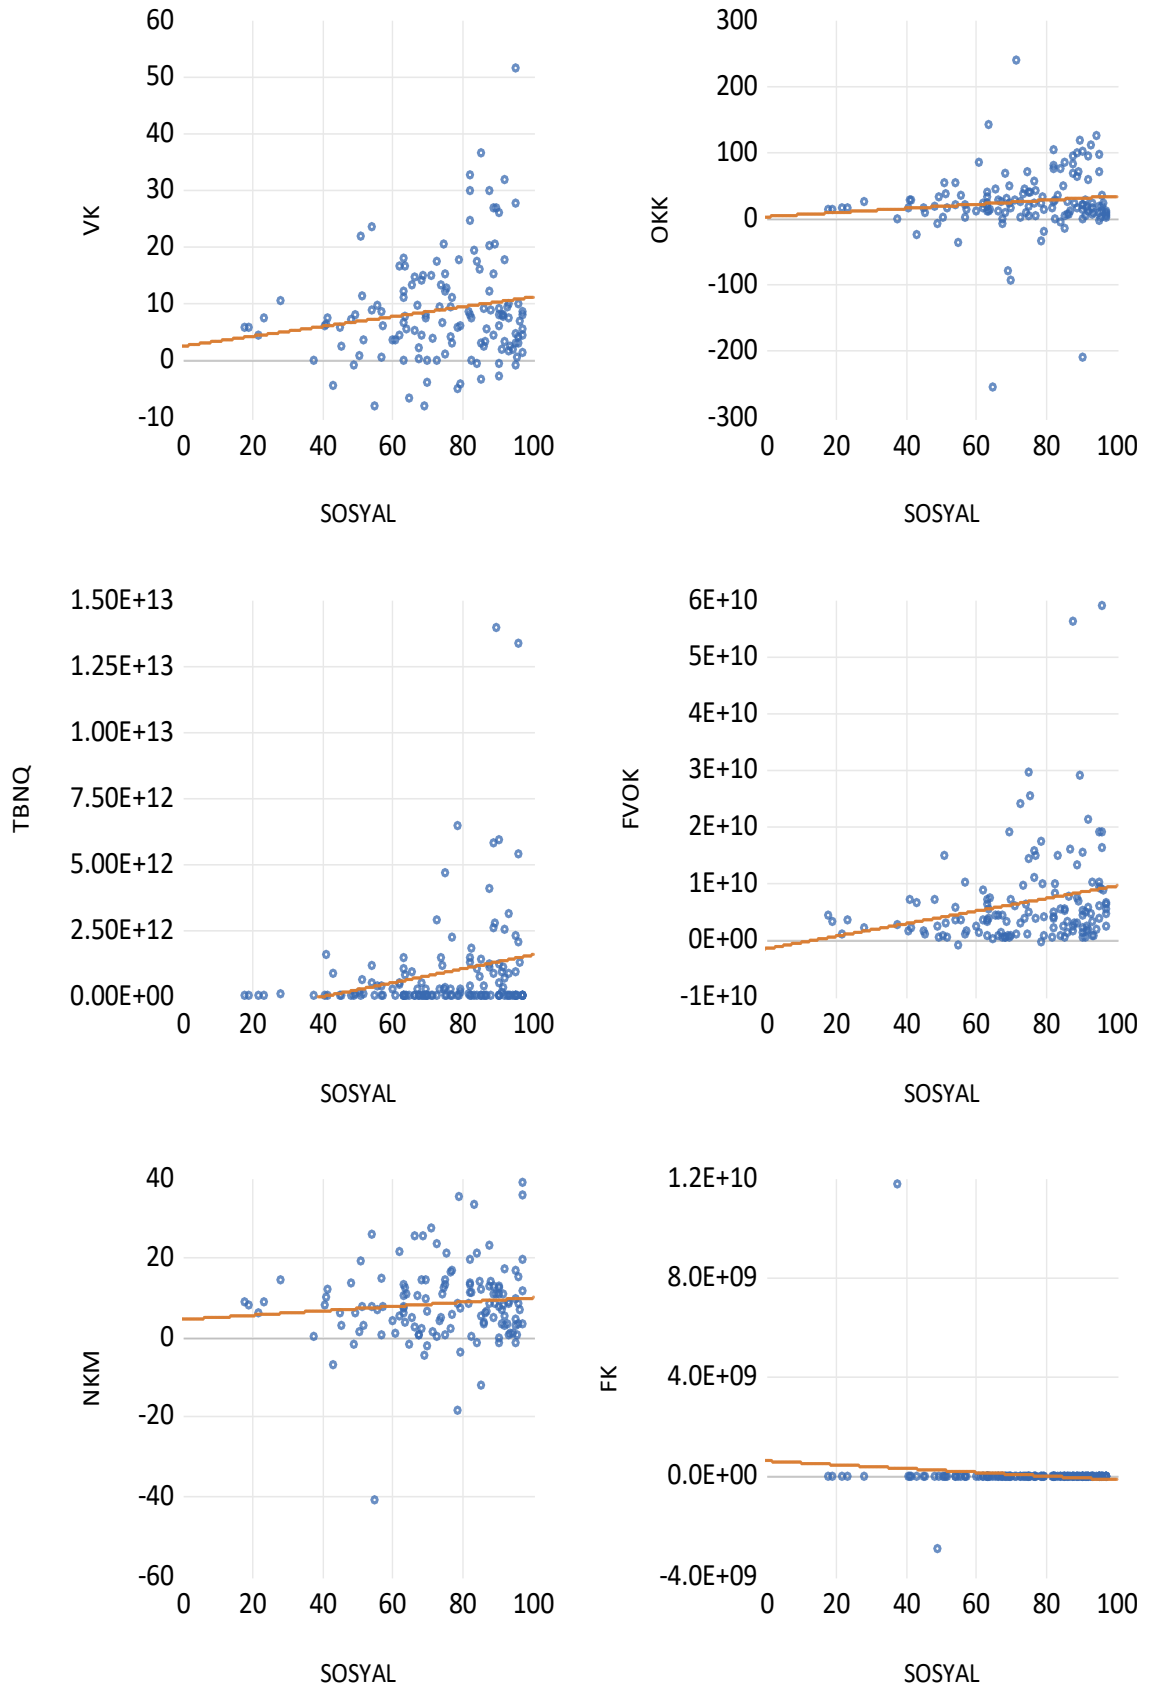 60
50
40
30
20
10
0
-10
VK
0 20 40 60 80 100
SOSYAL
300
200
100
0
-100
-200
-300
OKK
0 20 40 60 80 100
SOSYAL
1.50E+13
1.25E+13
1.00E+13
7.50E+12
5.00E+12
2.50E+12
0.00E+00
TBNQ
0 20 40 60 80 100
SOSYAL
6E+10
5E+10
4E+10
3E+10
2E+10
1E+10
0E+00
-1E+10
FVOK
0 20 40 60 80 100
SOSYAL
40
20
0
-20
-40
-60
NKM
0 20 40 60 80 100
SOSYAL
1.2E+10
8.0E+09
4.0E+09
0.0E+00
-4.0E+09
FK
0 20 40 60 80 100
SOSYAL